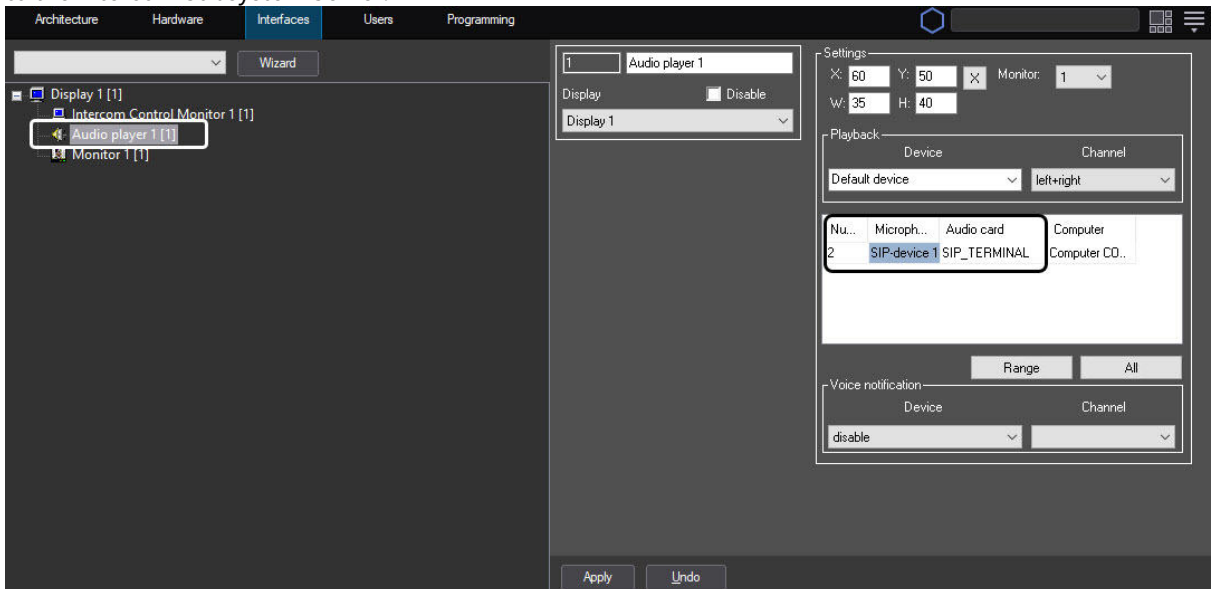 Architecture Hardware Interfaces Users Programming
Wizard
Display 1 [1]
Intercom Control Monitor 1 [1]
Audio player 1 [1]
Monitor 1 [1]
1 Audio player 1
Display Disable
Display 1
Settings
X: 60 Y: 50 X Monitor: 1
W: 35 H: 40
Playback
Device Channel
Default device left+right
Nu... Microph... Audio card Computer
2 SIP-device 1 SIP_TERMINAL Computer CO...
Range All
Voice notification
Device Channel
disable
Apply Undo